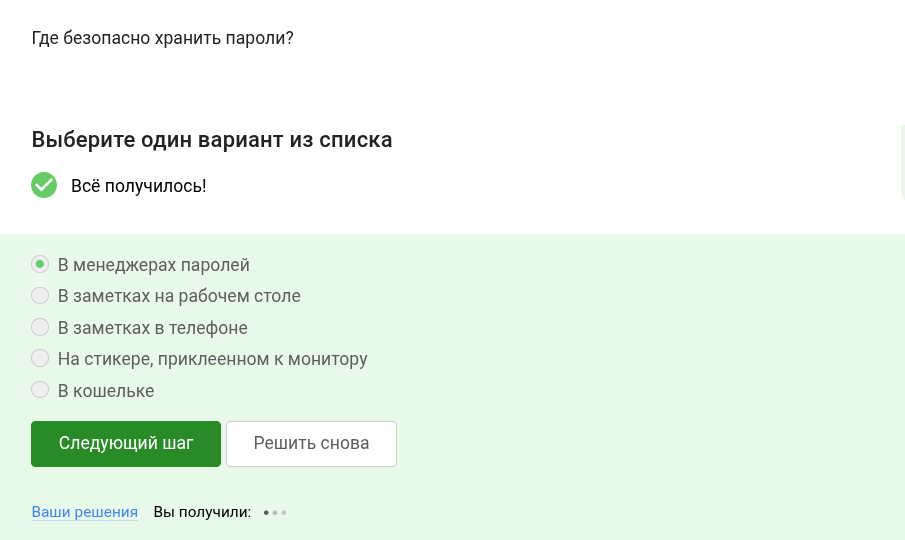 Где безопасно хранить пароли?
Выберите один вариант из списка
Всё получилось!
В менеджерах паролей
В заметках на рабочем столе
В заметках в телефоне
На стикере, приклеенном к монитору
В кошельке
Следующий шаг
Решить снова
Ваши решения Вы получили: